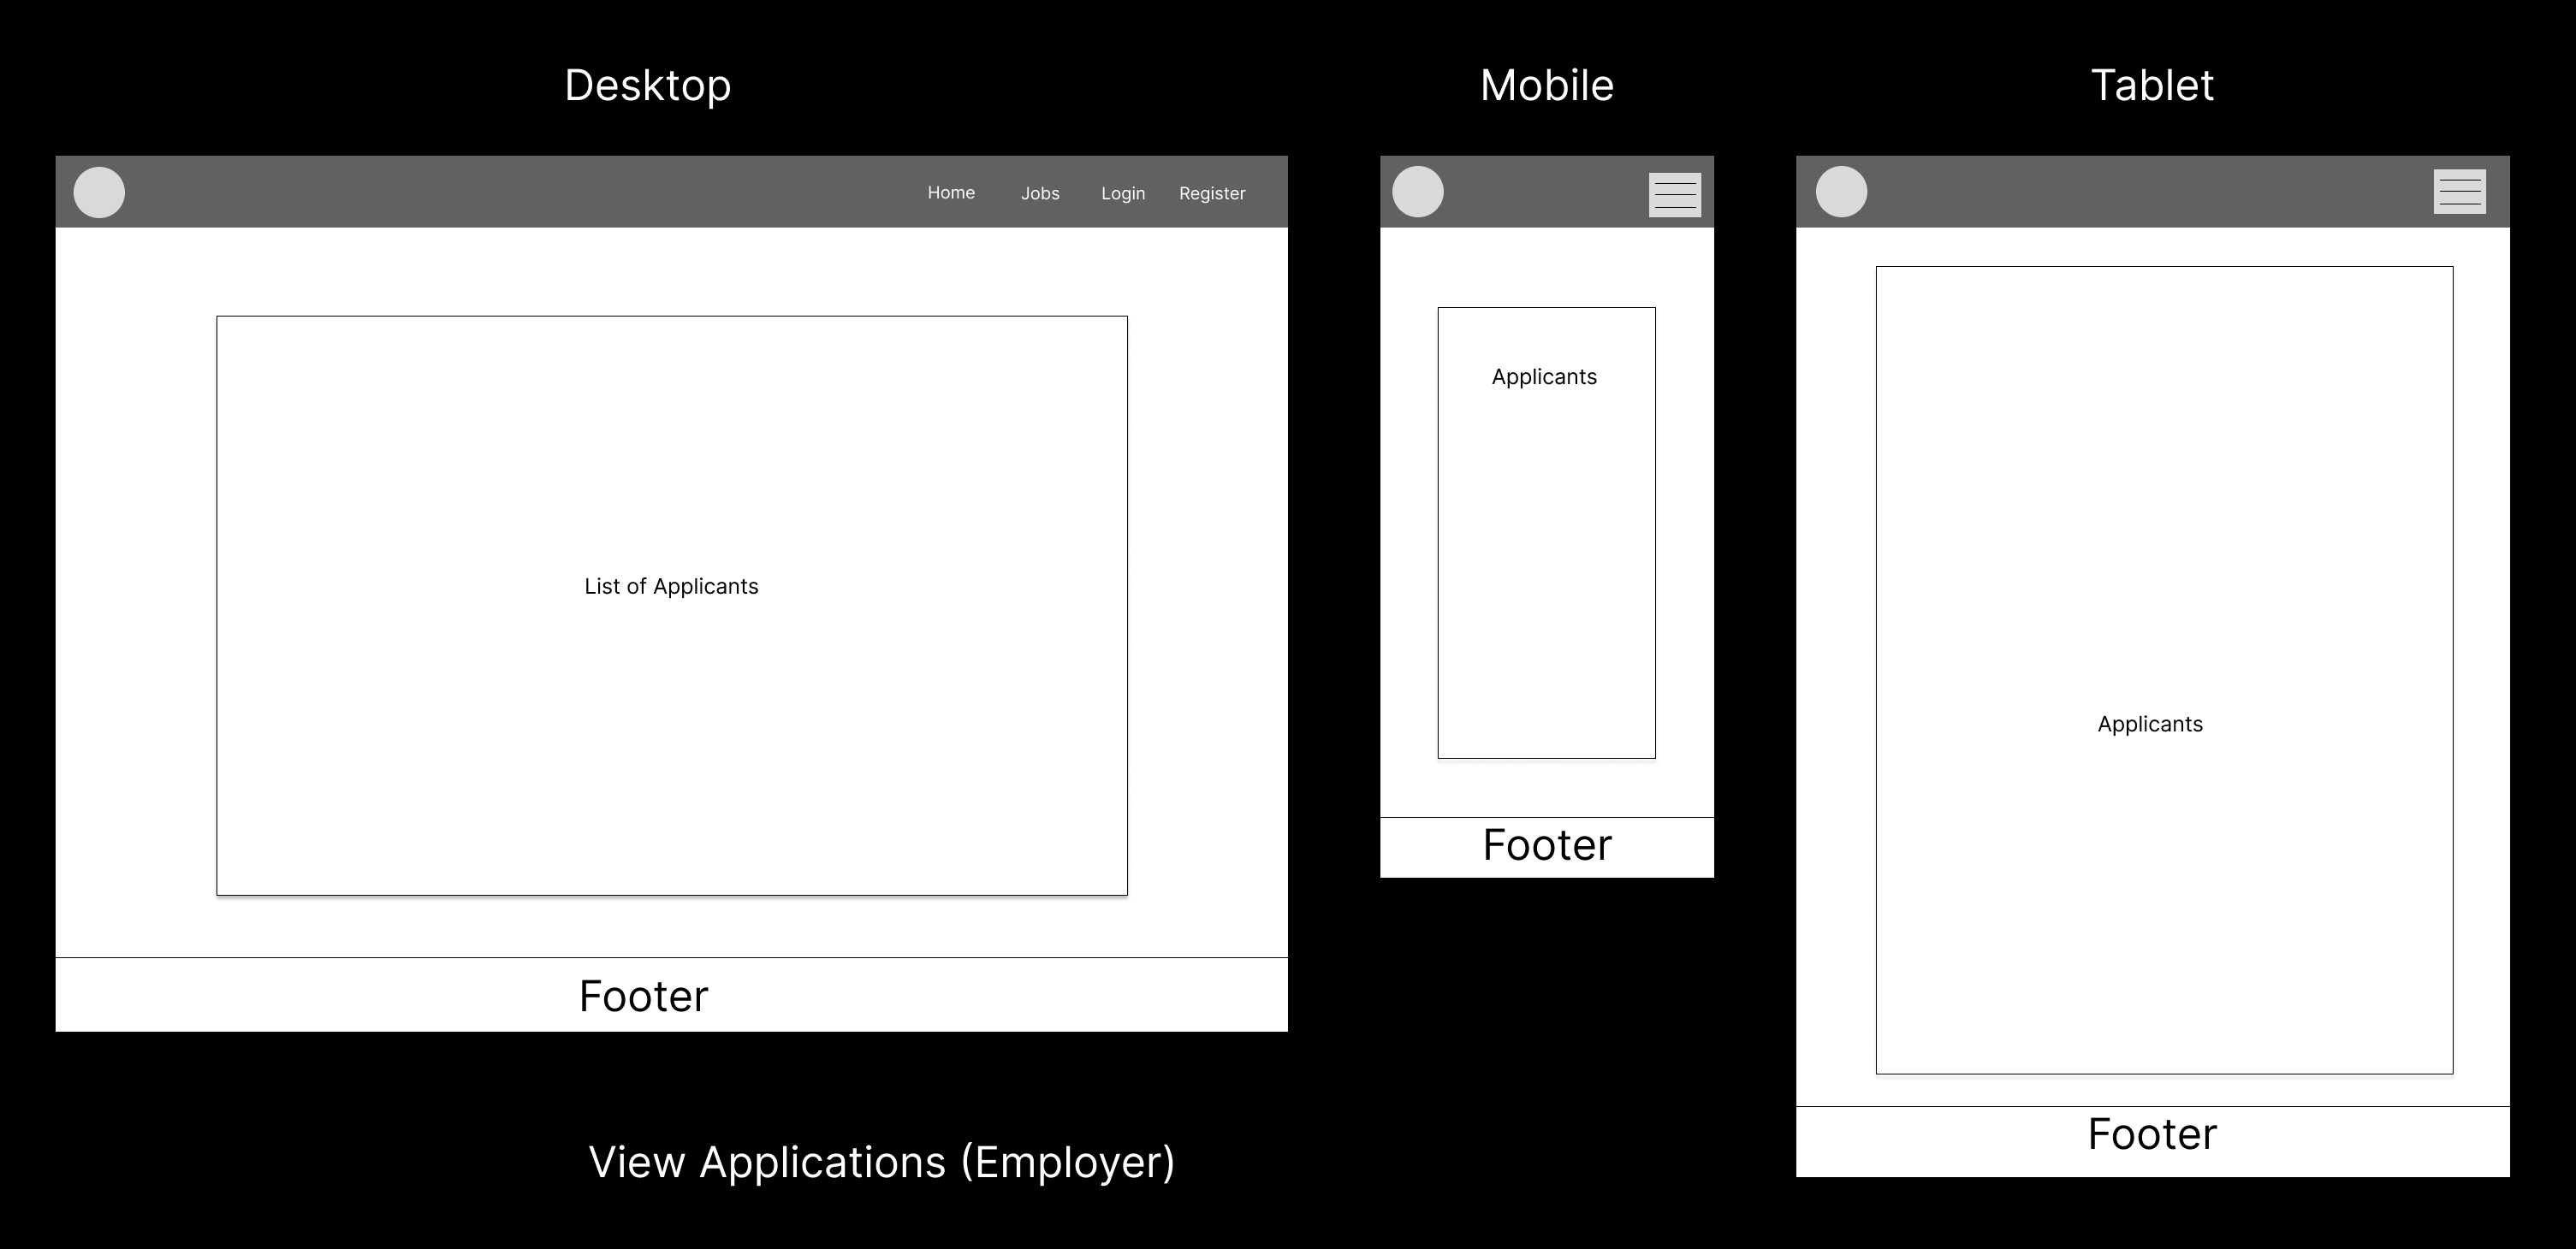 Desktop
Mobile
Tablet
Home Jobs Login Register
List of Applicants
Footer
Applicants
Footer
Applicants
Footer
View Applications (Employer)